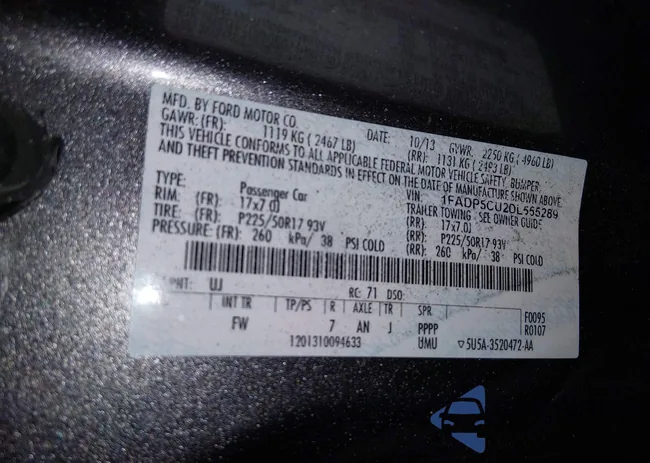 MFD. BY FORD MOTOR CO. DATE: 10/13 GVWR: 2250 KG (4960 LB)
GAWR: (FR): 1119 KG (2467 LB) (RR): 1131 KG (2493 LB)
THIS VEHICLE CONFORMS TO ALL APPLICABLE FEDERAL MOTOR VEHICLE SAFETY, BUMPER
AND THEFT PREVENTION STANDARDS IN EFFECT ON THE DATE OF MANUFACTURE SHOWN ABOVE
VIN: 1FADP5CU2DL555289
TYPE: Passenger Car TRAILER TOWING - SEE OWNER GUIDE
RIM: (FR): 17x7.0J (RR): 17x7.0J
TIRE: (FR): P225/50R17 93V (RR): P225/50R17 93V
PRESSURE: (FR): 260 kPa/ 38 PSI COLD (RR): 260 kPa/ 38 PSI COLD
PNT: UJ RC: 71 DSO:
INT TR TP/PS R AXLE TR SPR F0095
FW 7 AN J PPPP R0107
1201310094633 UMU ▽5U5A-3520472-AA